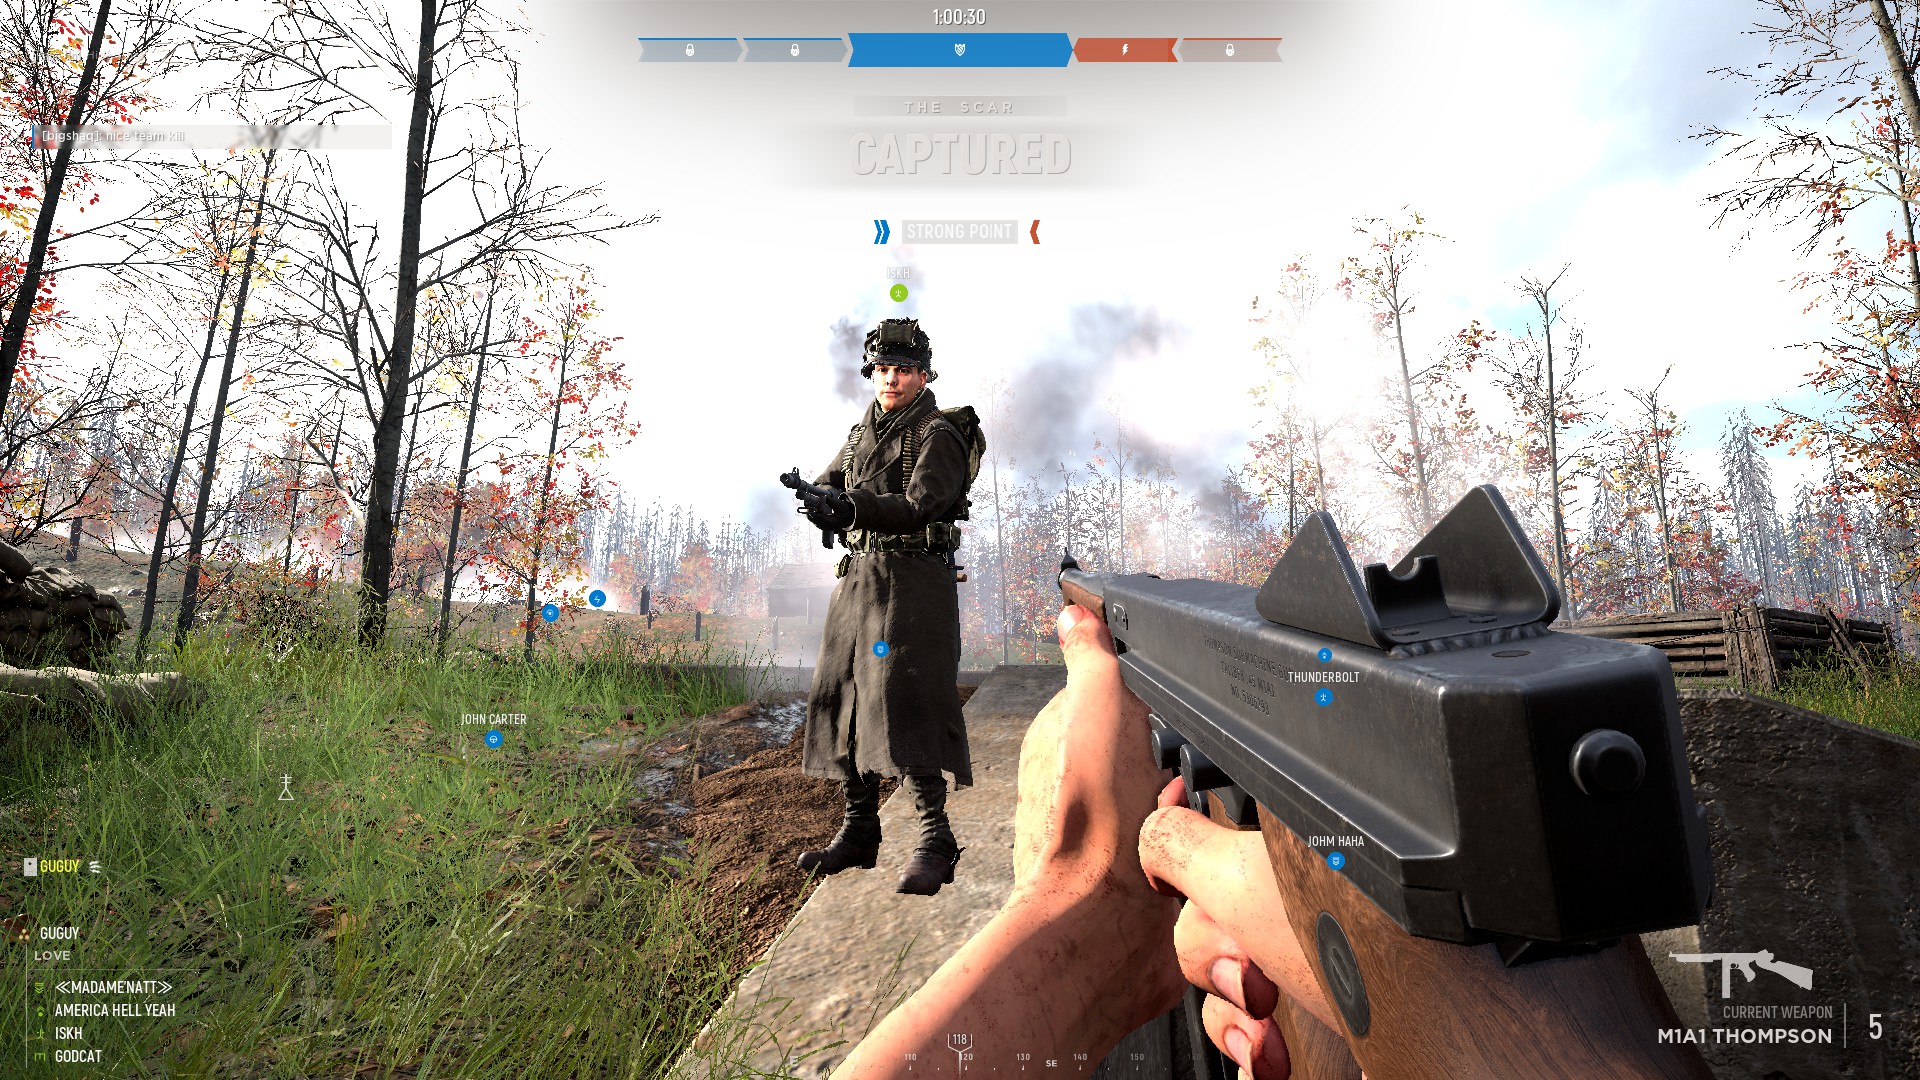 1:00:30
THE SCAR
CAPTURED
[bigshaq]: nice team kill
STRONG POINT
ISKH
THUNDERBOLT
JOHN CARTER
JOHM HAHA
GUGUY
GUGUY
LOVE
≪MADAME'NATT≫
AMERICA HELL YEAH
ISKH
GODCAT
118
E 110 120 130 SE 140 150
CURRENT WEAPON
M1A1 THOMPSON
5